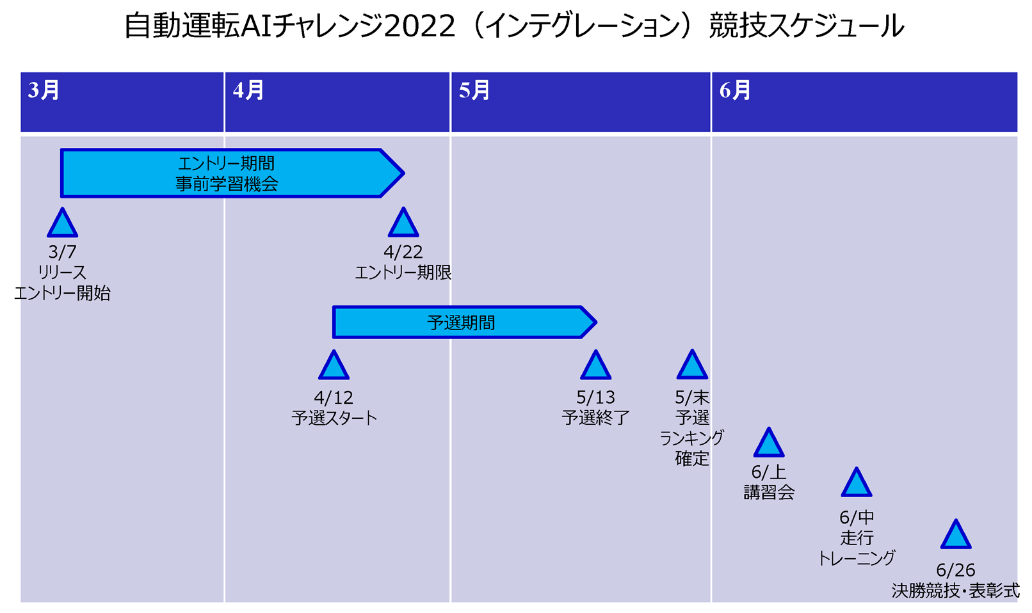 自動運転AIチャレンジ2022（インテグレーション）競技スケジュール
3月
4月
5月
6月
エントリー期間
事前学習機会
3/7
リリース
エントリー開始
4/22
エントリー期限
予選期間
4/12
予選スタート
5/13
予選終了
5/末
予選
ランキング
確定
6/上
講習会
6/中
走行
トレーニング
6/26
決勝競技・表彰式